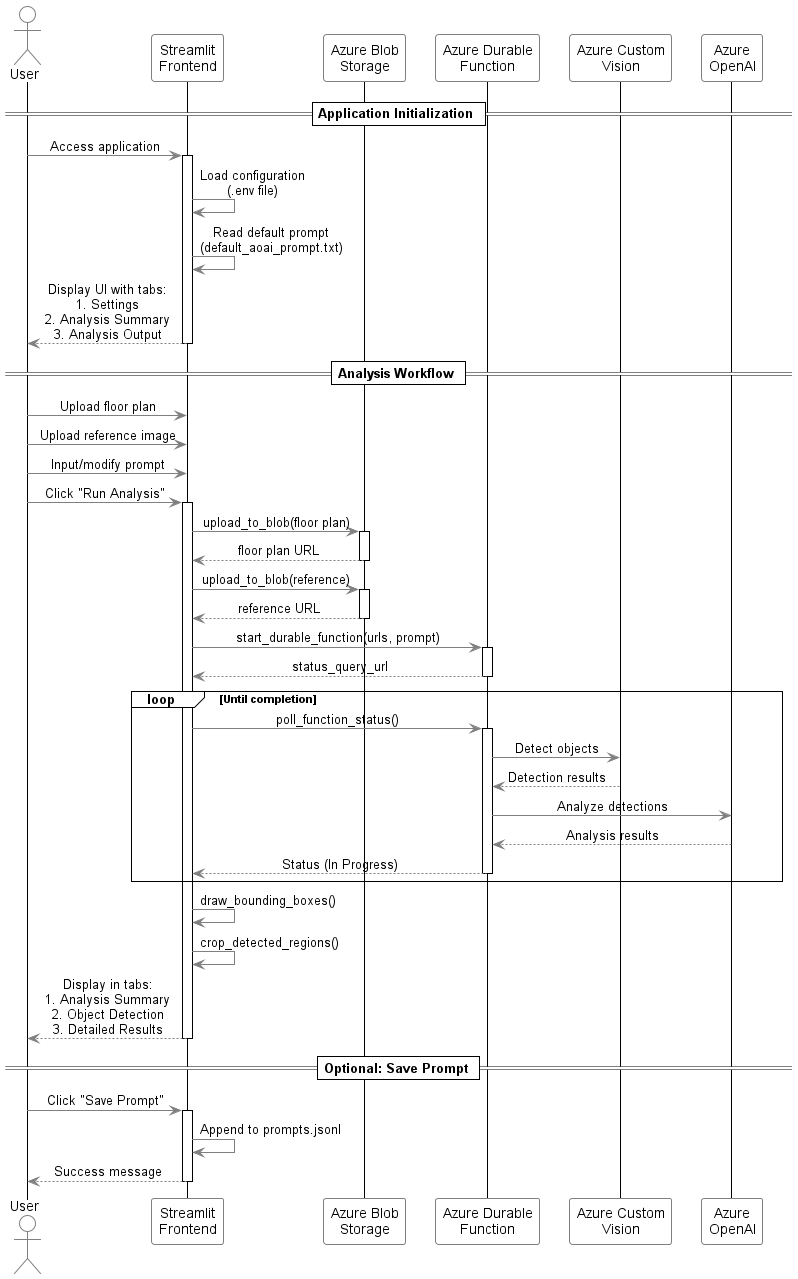 User
Streamlit
Frontend
Azure Blob
Storage
Azure Durable
Function
Azure Custom
Vision
Azure
OpenAI
Application Initialization
Access application
Load configuration
(.env file)
Read default prompt
(default_aoai_prompt.txt)
Display UI with tabs:
1. Settings
2. Analysis Summary
3. Analysis Output
Analysis Workflow
Upload floor plan
Upload reference image
Input/modify prompt
Click "Run Analysis"
upload_to_blob(floor plan)
floor plan URL
upload_to_blob(reference)
reference URL
start_durable_function(urls, prompt)
status_query_url
loop [Until completion]
poll_function_status()
Detect objects
Detection results
Analyze detections
Analysis results
Status (In Progress)
draw_bounding_boxes()
crop_detected_regions()
Display in tabs:
1. Analysis Summary
2. Object Detection
3. Detailed Results
Optional: Save Prompt
Click "Save Prompt"
Append to prompts.jsonl
Success message
User
Streamlit
Frontend
Azure Blob
Storage
Azure Durable
Function
Azure Custom
Vision
Azure
OpenAI